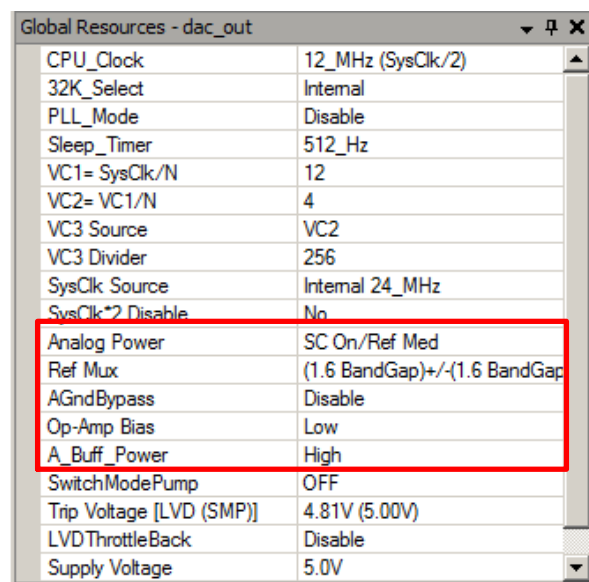 Global Resources - dac_out
CPU_Clock 12_MHz (SysClk/2)
32K_Select Internal
PLL_Mode Disable
Sleep_Timer 512_Hz
VC1= SysClk/N 12
VC2= VC1/N 4
VC3 Source VC2
VC3 Divider 256
SysClk Source Internal 24_MHz
SysClk*2 Disable No
Analog Power SC On/Ref Med
Ref Mux (1.6 BandGap)+/-(1.6 BandGap
AGndBypass Disable
Op-Amp Bias Low
A_Buff_Power High
SwitchModePump OFF
Trip Voltage [LVD (SMP)] 4.81V (5.00V)
LVDThrottleBack Disable
Supply Voltage 5.0V